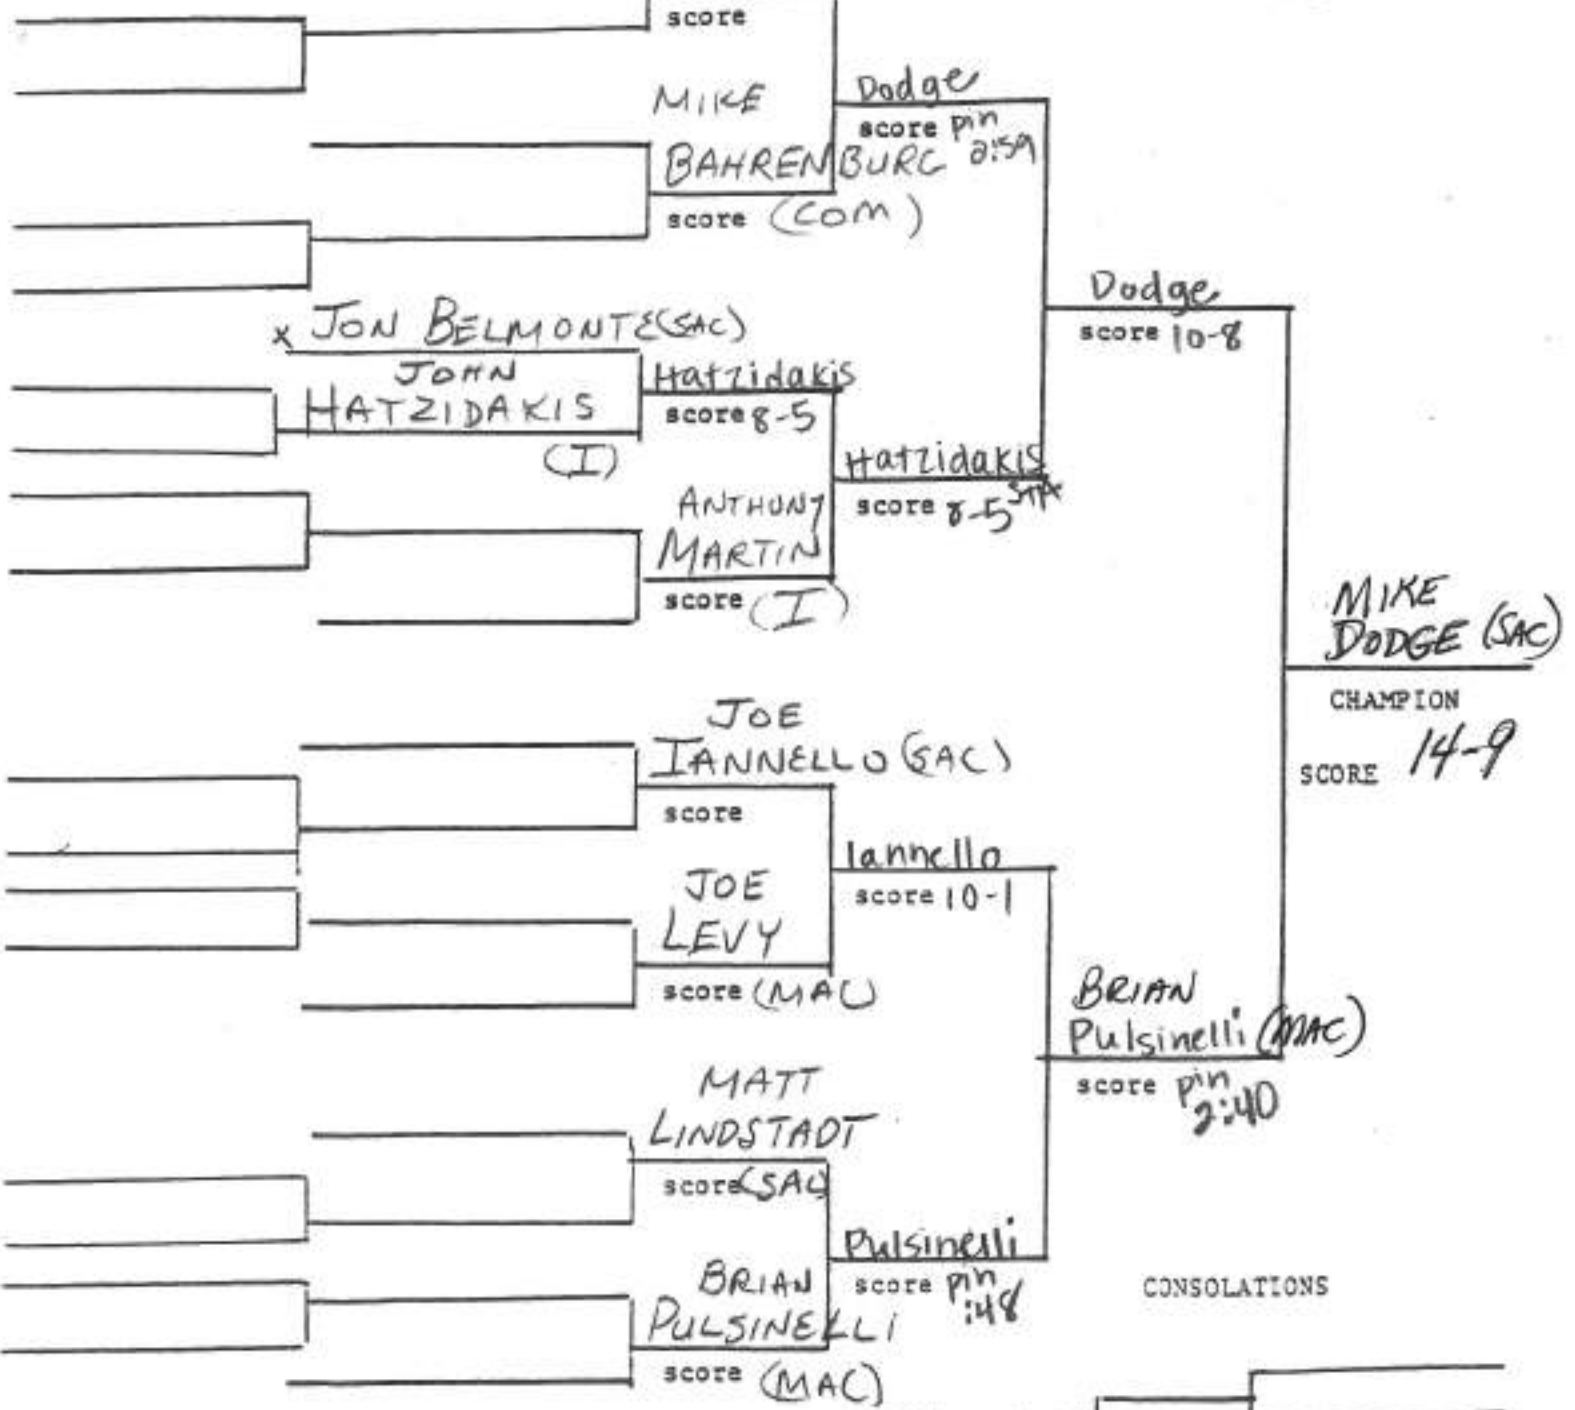 score
MIKE
BAHRENBURG
score (COM)
Dodge
score pin
2:59
JON BELMONTE (SAC)
x
JOHN
HATZIDAKIS
(I)
Hatzidakis
score 8-5
ANTHONY
MARTIN
score (I)
Hatzidakis
score 8-5
Dodge
score 10-8
MIKE
DODGE (SAC)
CHAMPION
SCORE 14-9
JOE
IANNELLO (SAC)
score
JOE
LEVY
score (MAC)
Iannello
score 10-1
MATT
LINDSTADT
score (SAC)
BRIAN
PULSINELLI
score (MAC)
Pulsinelli
score pin
:48
BRIAN
Pulsinelli (MAC)
score pin
2:40
CONSOLATIONS